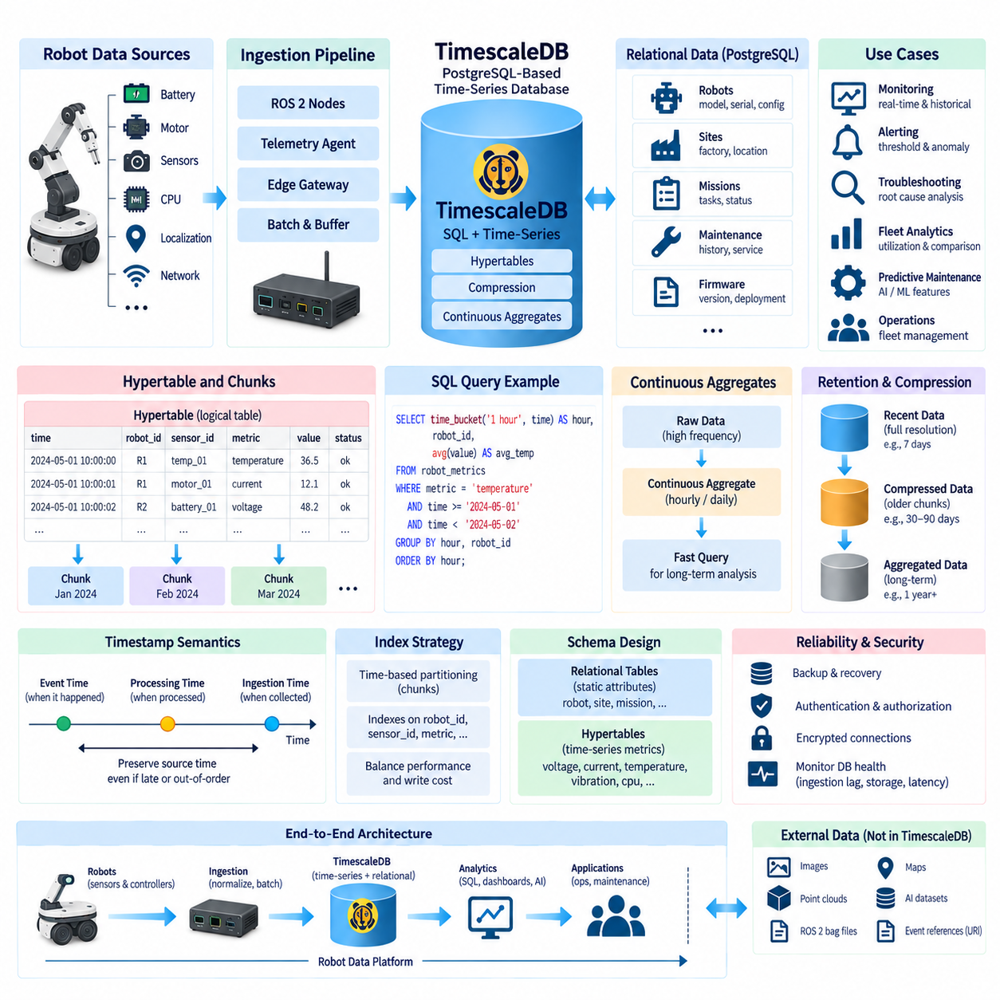 Robot Data Sources
Battery
Motor
Sensors
CPU
Localization
Network
...
Ingestion Pipeline
ROS 2 Nodes
Telemetry Agent
Edge Gateway
Batch & Buffer
TimescaleDB
PostgreSQL-Based
Time-Series Database
TimescaleDB
SQL + Time-Series
Hypertables
Compression
Continuous Aggregates
Relational Data (PostgreSQL)
Robots
model, serial, config
Sites
factory, location
Missions
tasks, status
Maintenance
history, service
Firmware
version, deployment
...
Use Cases
Monitoring
real-time & historical
Alerting
threshold & anomaly
Troubleshooting
root cause analysis
Fleet Analytics
utilization & comparison
Predictive Maintenance
AI / ML features
Operations
fleet management
Hypertable and Chunks
Hypertable (logical table)
time robot_id sensor_id metric value status
2024-05-01 10:00:00 R1 temp_01 temperature 36.5 ok
2024-05-01 10:00:01 R1 motor_01 current 12.1 ok
2024-05-01 10:00:02 R2 battery_01 voltage 48.2 ok
... ... ... ... ... ...
Chunk
Jan 2024
Chunk
Feb 2024
Chunk
Mar 2024
...
SQL Query Example
SELECT time_bucket('1 hour', time) AS hour,
robot_id,
avg(value) AS avg_temp
FROM robot_metrics
WHERE metric = 'temperature'
AND time >= '2024-05-01'
AND time < '2024-05-02'
GROUP BY hour, robot_id
ORDER BY hour;
Continuous Aggregates
Raw Data
(high frequency)
Continuous Aggregate
(hourly / daily)
Fast Query
for long-term analysis
Retention & Compression
Recent Data
(full resolution)
e.g., 7 days
Compressed Data
(older chunks)
e.g., 30–90 days
Aggregated Data
(long-term)
e.g., 1 year+
Timestamp Semantics
Event Time
(when it happened)
Processing Time
(when processed)
Ingestion Time
(when collected)
Time
Preserve source time
even if late or out-of-order
Index Strategy
Time-based partitioning
(chunks)
Indexes on robot_id,
sensor_id, metric, ...
Balance performance
and write cost
Schema Design
Relational Tables
(static attributes)
robot, site, mission, ...
Hypertables
(time-series metrics)
voltage, current, temperature,
vibration, cpu, ...
Reliability & Security
Backup & recovery
Authentication & authorization
Encrypted connections
Monitor DB health
(ingestion lag, storage, latency)
End-to-End Architecture
Robots
(sensors & controllers)
Ingestion
(normalize, batch)
TimescaleDB
(time-series + relational)
Analytics
(SQL, dashboards, AI)
Applications
(ops, maintenance)
Robot Data Platform
External Data (Not in TimescaleDB)
Images
Maps
Point clouds
AI datasets
ROS 2 bag files
Event references (URI)